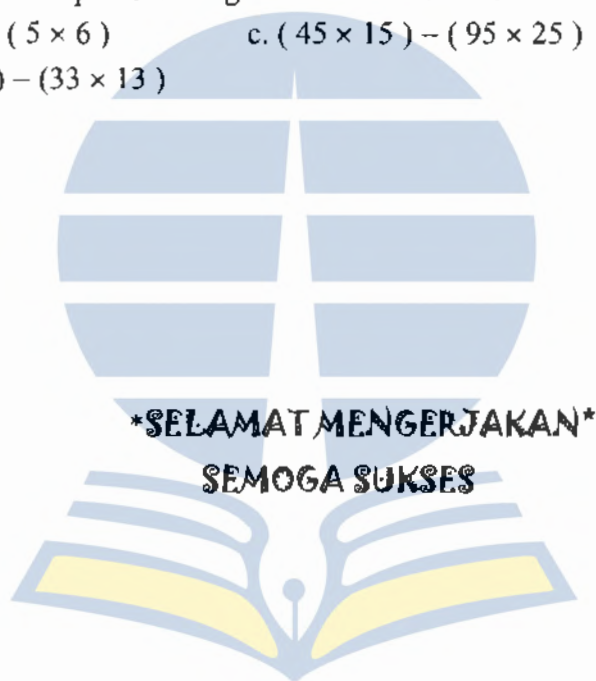 ( 5 × 6 ) c. ( 45 × 15 ) – ( 95 × 25 )
) – (33 × 13 )
*SELAMAT MENGERJAKAN*
SEMOGA SUKSES